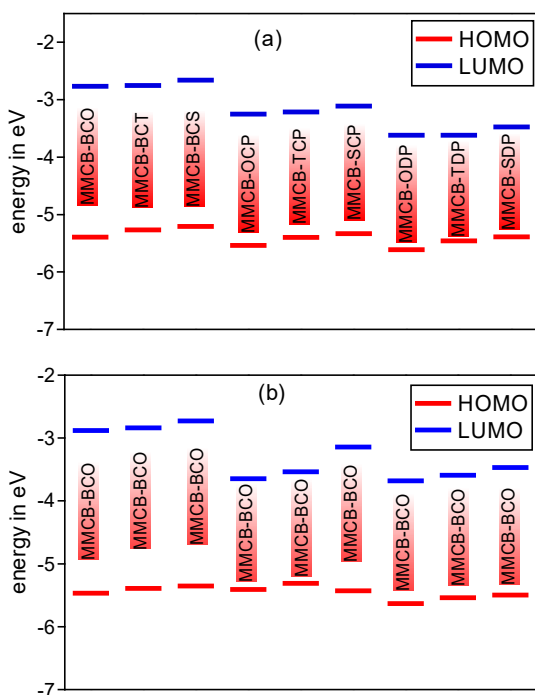 (a)
HOMO
LUMO
energy in eV
-2
-3
-4
-5
-6
-7
MMCB-BCO
MMCB-BCT
MMCB-BCS
MMCB-OCP
MMCB-TCP
MMCB-SCP
MMCB-ODP
MMCB-TDP
MMCB-SDP
(b)
HOMO
LUMO
energy in eV
-2
-3
-4
-5
-6
-7
MMCB-BCO
MMCB-BCO
MMCB-BCO
MMCB-BCO
MMCB-BCO
MMCB-BCO
MMCB-BCO
MMCB-BCO
MMCB-BCO